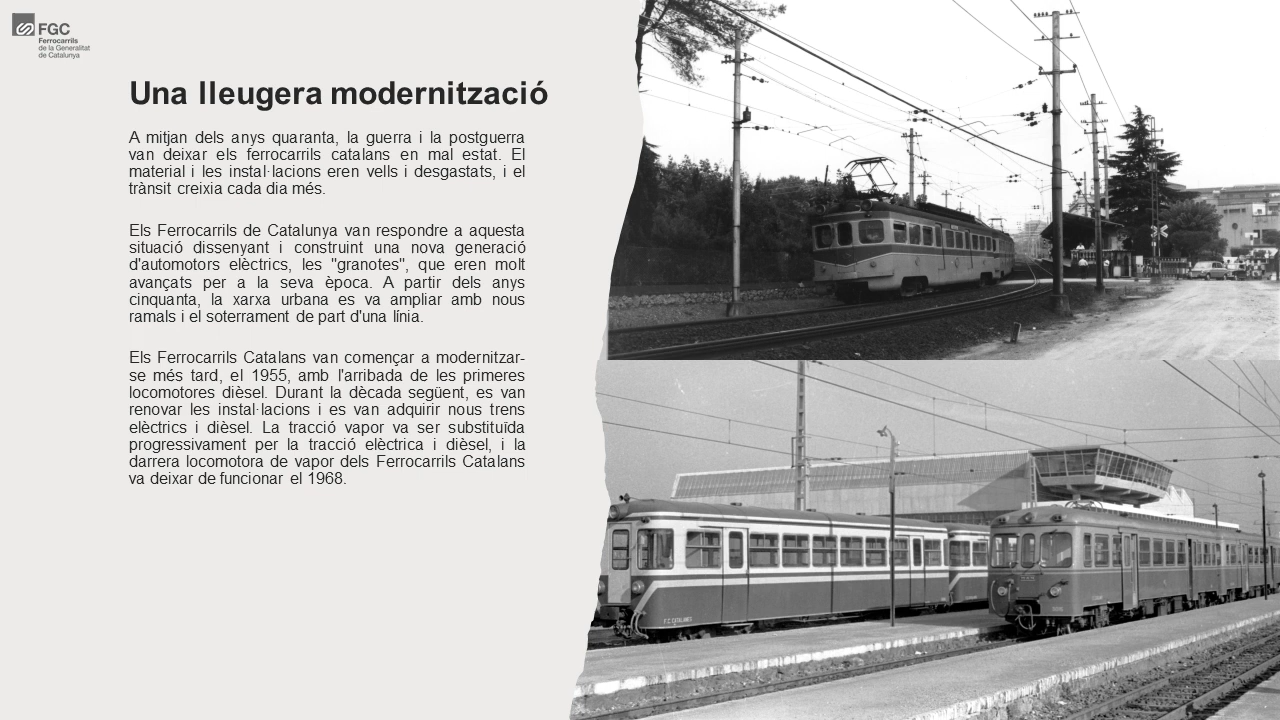 FGC
Ferrocarrils
de la Generalitat
de Catalunya
Una lleugera modernització
A mitjan dels anys quaranta, la guerra i la postguerra
van deixar els ferrocarrils catalans en mal estat. El
material i les instal·lacions eren vells i desgastats, i el
trànsit creixia cada dia més.
Els Ferrocarrils de Catalunya van respondre a aquesta
situació dissenyant i construint una nova generació
d'automotors elèctrics, les "granotes", que eren molt
avançats per a la seva època. A partir dels anys
cinquanta, la xarxa urbana es va ampliar amb nous
ramals i el soterrament de part d'una línia.
Els Ferrocarrils Catalans van començar a modernitzar-
se més tard, el 1955, amb l'arribada de les primeres
locomotores dièsel. Durant la dècada següent, es van
renovar les instal·lacions i es van adquirir nous trens
elèctrics i dièsel. La tracció vapor va ser substituïda
progressivament per la tracció elèctrica i dièsel, i la
darrera locomotora de vapor dels Ferrocarrils Catalans
va deixar de funcionar el 1968.